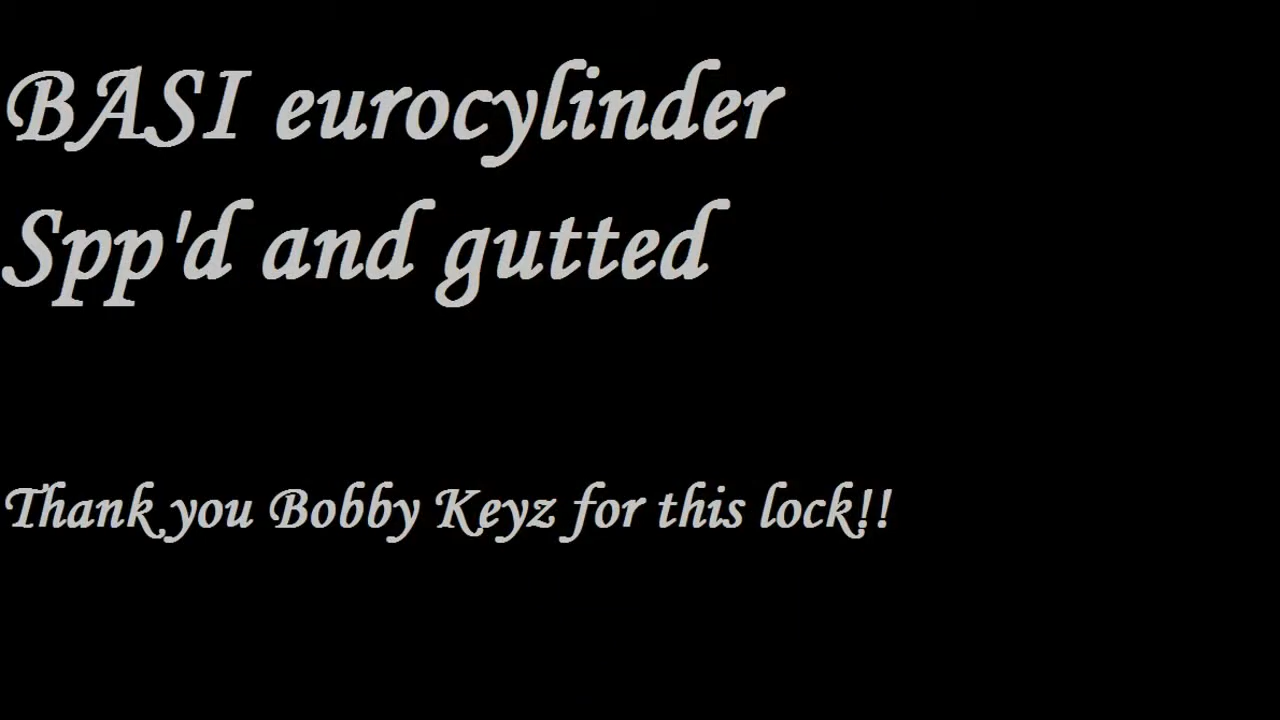 BASI eurocylinder
Spp'd and gutted
Thank you Bobby Keyz for this lock!!